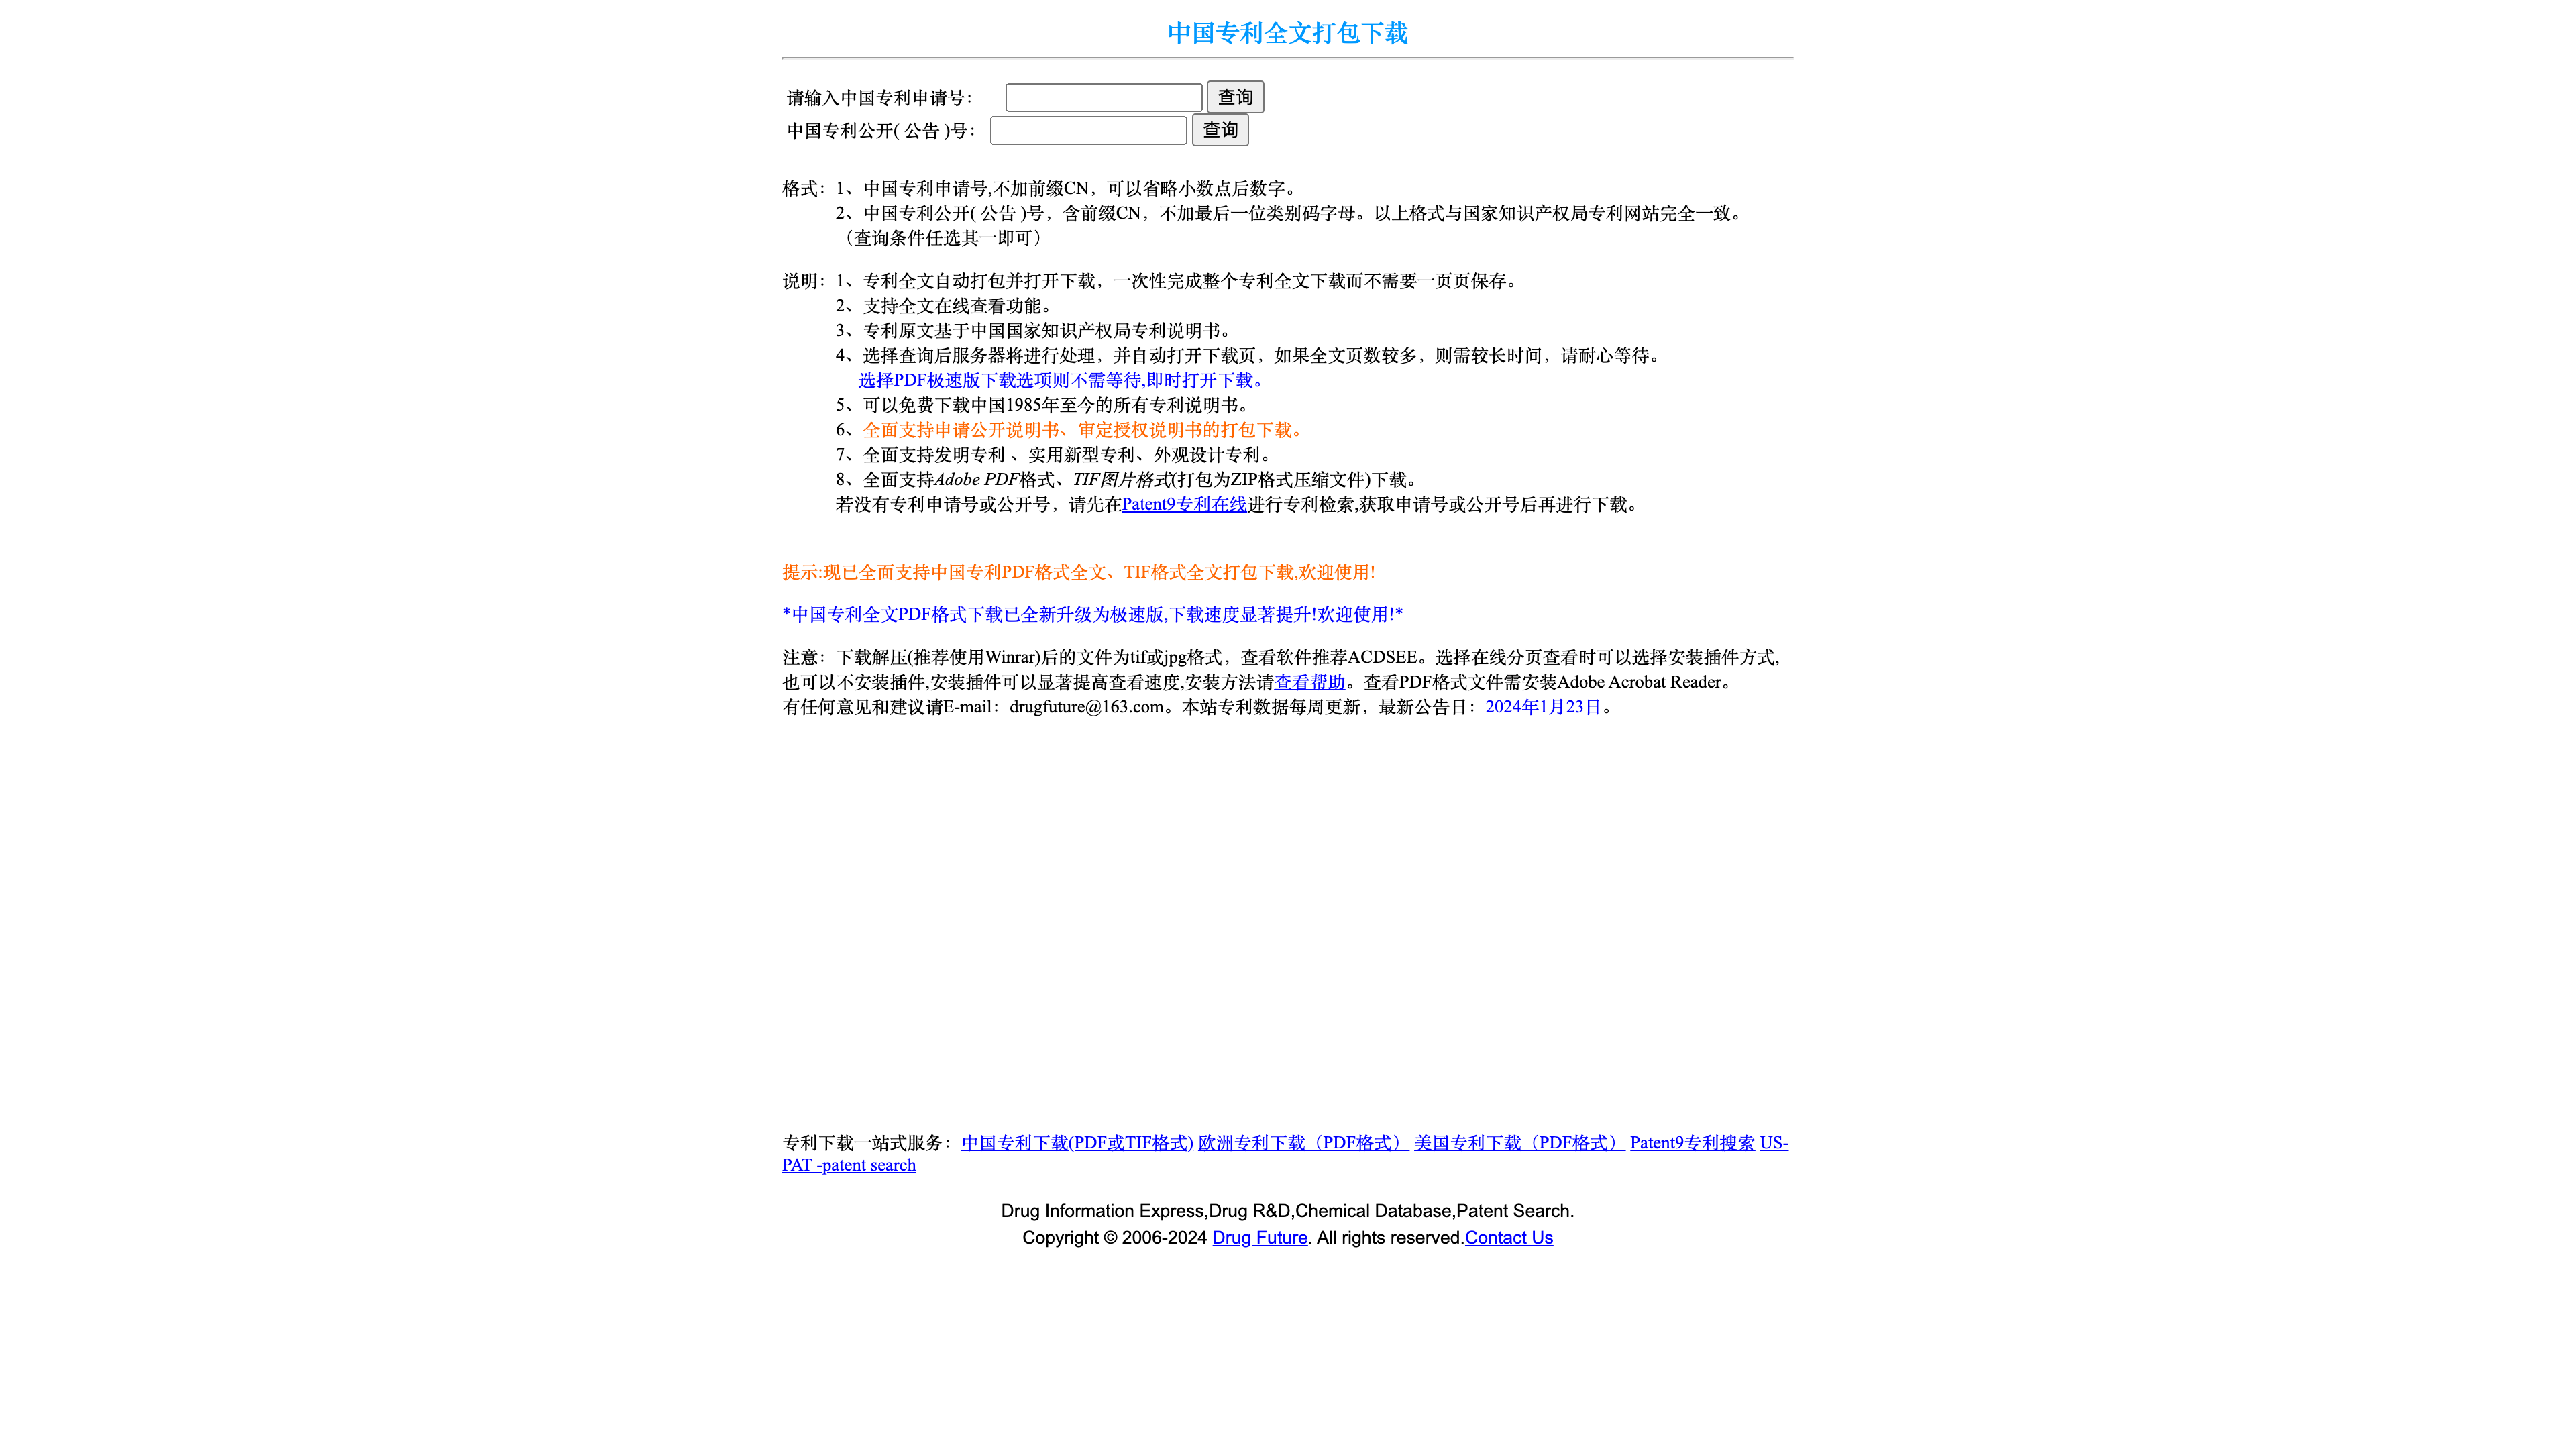 中国专利全文打包下载
请输入中国专利申请号： 查询
中国专利公开( 公告 )号： 查询
格式：1、中国专利申请号,不加前缀CN，可以省略小数点后数字。
2、中国专利公开( 公告 )号，含前缀CN，不加最后一位类别码字母。以上格式与国家知识产权局专利网站完全一致。
（查询条件任选其一即可）
说明：1、专利全文自动打包并打开下载，一次性完成整个专利全文下载而不需要一页页保存。
2、支持全文在线查看功能。
3、专利原文基于中国国家知识产权局专利说明书。
4、选择查询后服务器将进行处理，并自动打开下载页，如果全文页数较多，则需较长时间，请耐心等待。
选择PDF极速版下载选项则不需等待,即时打开下载。
5、可以免费下载中国1985年至今的所有专利说明书。
6、全面支持申请公开说明书、审定授权说明书的打包下载。
7、全面支持发明专利 、实用新型专利、外观设计专利。
8、全面支持Adobe PDF格式、TIF图片格式(打包为ZIP格式压缩文件)下载。
若没有专利申请号或公开号，请先在Patent9专利在线进行专利检索,获取申请号或公开号后再进行下载。
提示:现已全面支持中国专利PDF格式全文、TIF格式全文打包下载,欢迎使用!
*中国专利全文PDF格式下载已全新升级为极速版,下载速度显著提升!欢迎使用!*
注意：下载解压(推荐使用Winrar)后的文件为tif或jpg格式，查看软件推荐ACDSEE。选择在线分页查看时可以选择安装插件方式,
也可以不安装插件,安装插件可以显著提高查看速度,安装方法请查看帮助。查看PDF格式文件需安装Adobe Acrobat Reader。
有任何意见和建议请E-mail：drugfuture@163.com。本站专利数据每周更新，最新公告日：2024年1月23日。
专利下载一站式服务：中国专利下载(PDF或TIF格式) 欧洲专利下载（PDF格式） 美国专利下载（PDF格式） Patent9专利搜索 US-
PAT -patent search
Drug Information Express,Drug R&D,Chemical Database,Patent Search.
Copyright © 2006-2024 Drug Future. All rights reserved.Contact Us